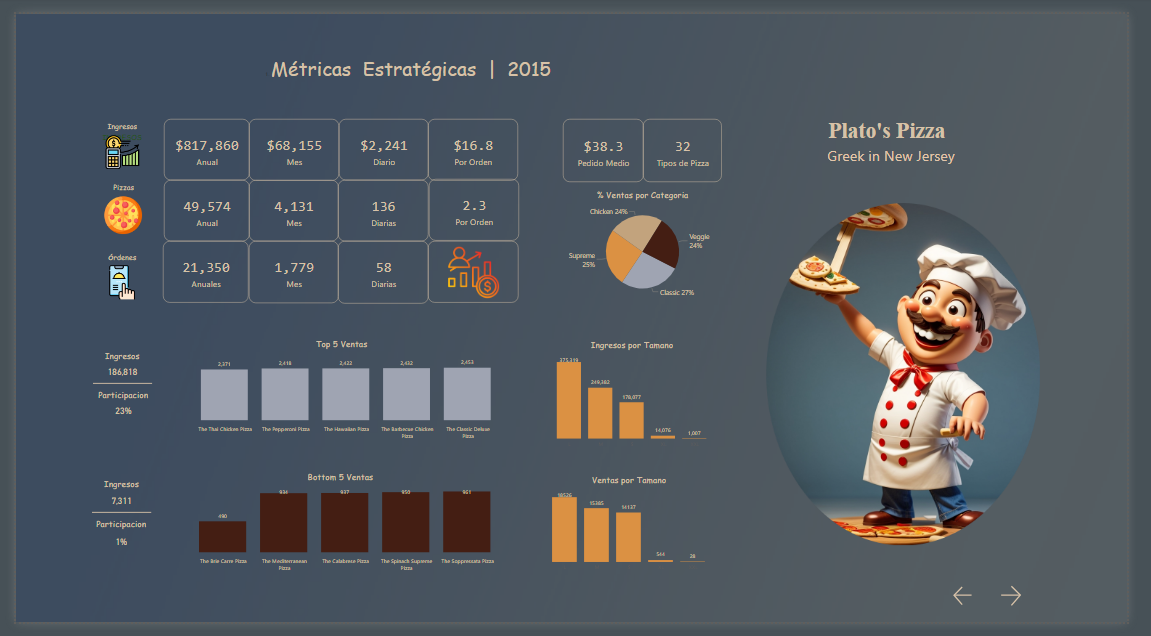 Métricas Estratégicas | 2015
Ingresos
$817,860
Anual
$68,155
Mes
$2,241
Diario
$16.8
Por Orden
Pizzas
49,574
Anual
4,131
Mes
136
Diarias
2.3
Por Orden
Órdenes
21,350
Anuales
1,779
Mes
58
Diarias
$38.3
Pedido Medio
32
Tipos de Pizza
% Ventas por Categoria
Chicken 24%
Veggie
24%
Supreme
25%
Classic 27%
Plato's Pizza
Greek in New Jersey
Top 5 Ventas
Ingresos
186,818
Participacion
23%
2,371
2,418
2,422
2,432
2,453
The Thai Chicken Pizza
The Pepperoni Pizza
The Hawaiian Pizza
The Barbecue Chicken
Pizza
The Classic Deluxe
Pizza
Ingresos por Tamano
375,319
249,382
178,077
14,076
1,007
Bottom 5 Ventas
Ingresos
7,311
Participacion
1%
490
934
937
950
961
The Brie Carre Pizza
The Mediterranean
Pizza
The Calabrese Pizza
The Spinach Supreme
Pizza
The Soppressata Pizza
Ventas por Tamano
18526
15385
14137
544
28